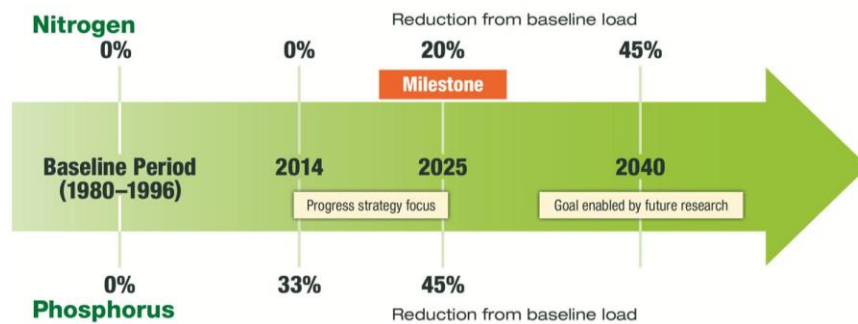 Nitrogen
Reduction from baseline load
0% 0% 20% 45%
Milestone
Baseline Period
(1980–1996)
2014 2025 2040
Progress strategy focus
Goal enabled by future research
0% 33% 45%
Phosphorus
Reduction from baseline load